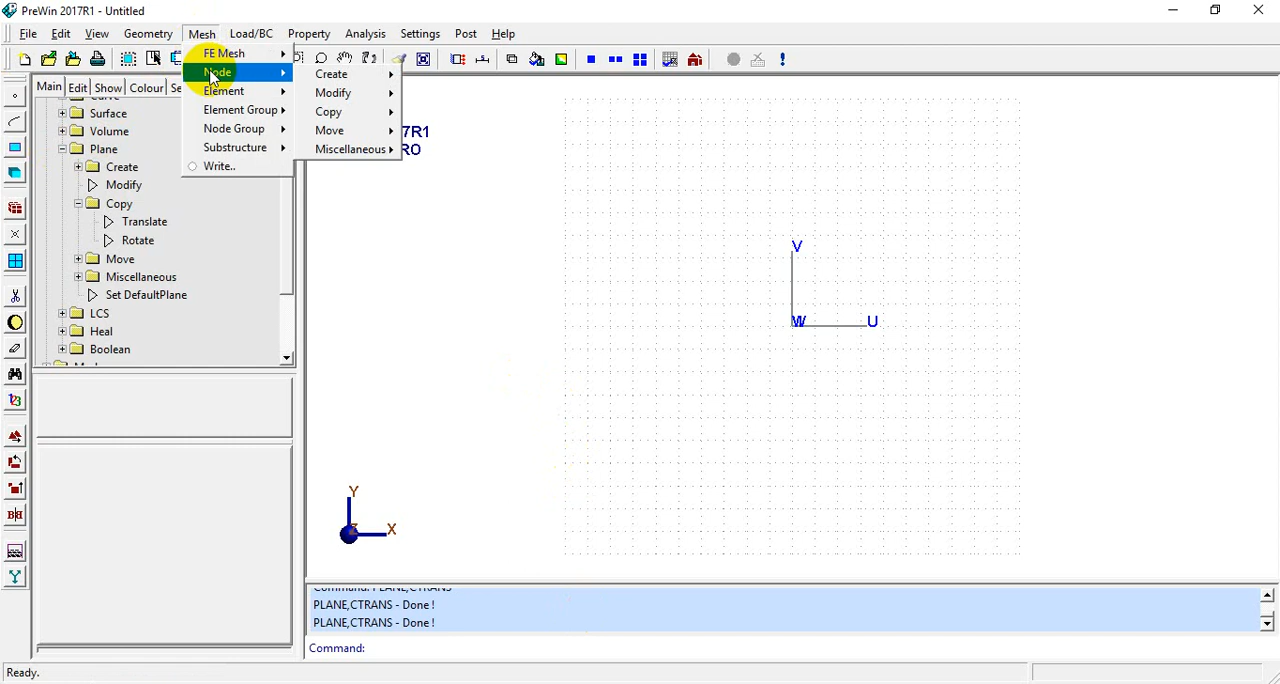 PreWin 2017R1 - Untitled
File Edit View Geometry Mesh Load/BC Property Analysis Settings Post Help
FE Mesh
Node
Element
Element Group
Node Group
Substructure
Write..
Create
Modify
Copy
Move
Miscellaneous
Main Edit Show Colour
Surface
Volume
Plane
Create
Modify
Copy
Translate
Rotate
Move
Miscellaneous
Set DefaultPlane
LCS
Heal
Boolean
7R1
RO
V
W U
Y
Z X
PLANE,CTRANS - Done !
PLANE,CTRANS - Done !
Command:
Ready.